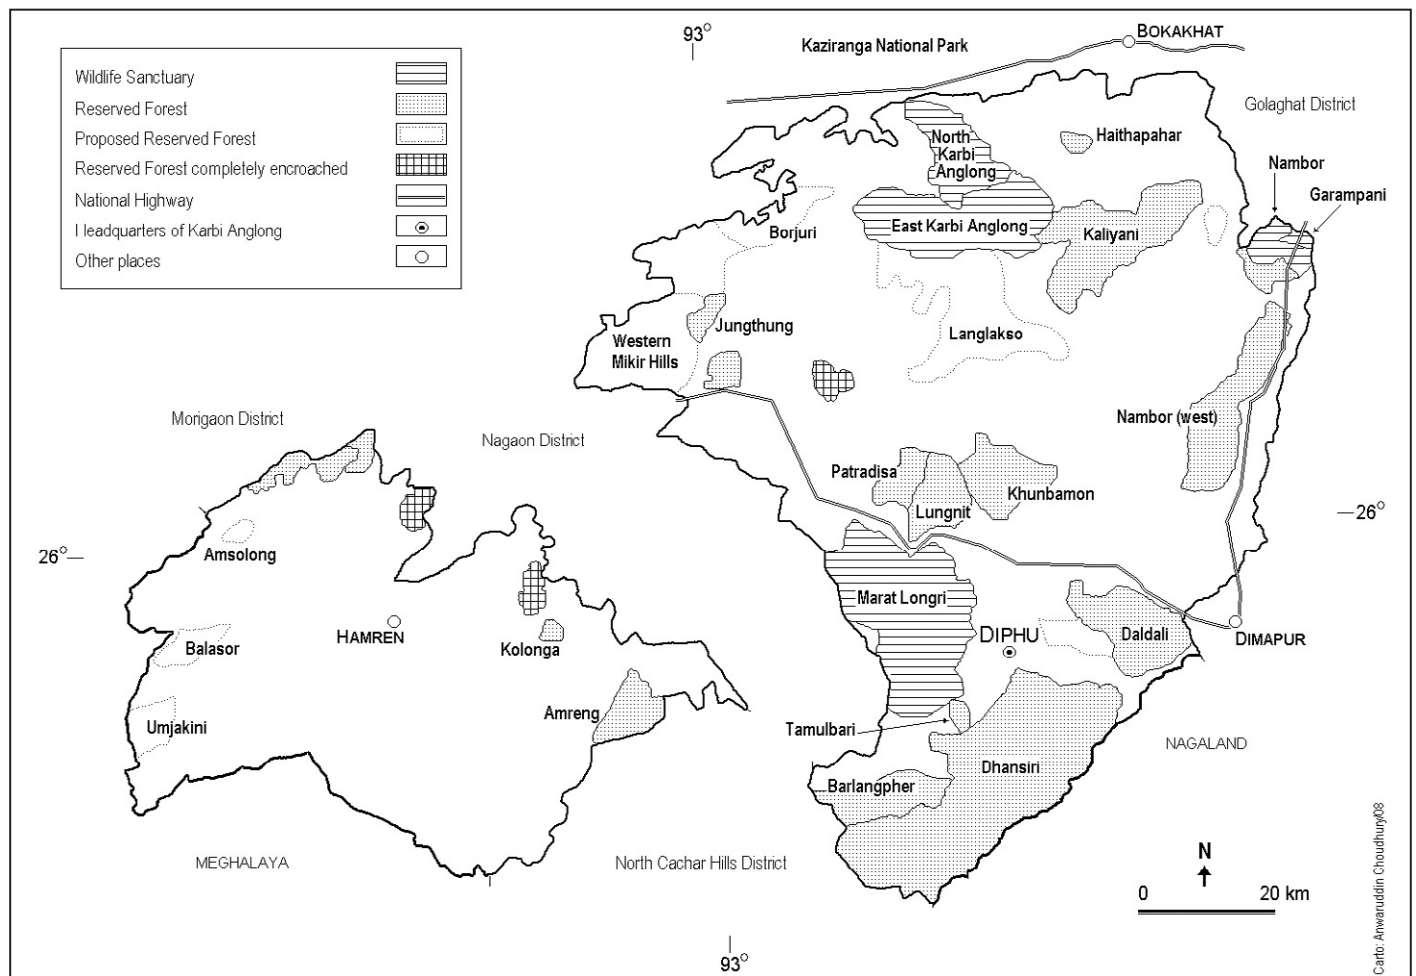 93°
BOKAKHAT
Kaziranga National Park
Wildlife Sanctuary
Reserved Forest
Proposed Reserved Forest
Reserved Forest completely encroached
National Highway
Headquarters of Karbi Anglong
Other places
Golaghat District
North
Karbi
Anglong
Haithapahar
Nambor
Garampani
Borjuri
East Karbi Anglong
Kaliyani
Jungthung
Western
Mikir Hills
Langlakso
Morigaon District
Nagaon District
Nambor (west)
Patradisa
Khunbamon
Lungnit
26°
26°
Amsolong
Marat Longri
HAMREN
Balasor
Kolonga
DIPHU
Daldali
DIMAPUR
Umjakini
Amreng
Tamulbari
NAGALAND
Dhansiri
Barlangpher
MEGHALAYA
North Cachar Hills District
N
0 20 km
93°
Carto: Anwaruddin Choudhury/08